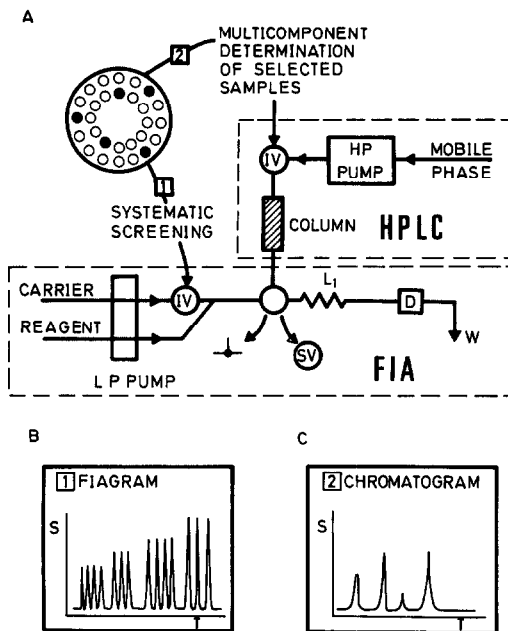 A
2
MULTICOMPONENT
DETERMINATION
OF SELECTED
SAMPLES
1
SYSTEMATIC
SCREENING
IV
HP
PUMP
MOBILE
PHASE
COLUMN
HPLC
CARRIER
REAGENT
IV
L P PUMP
L1
D
W
SV
FIA
B
1 FIAGRAM
S
C
2 CHROMATOGRAM
S